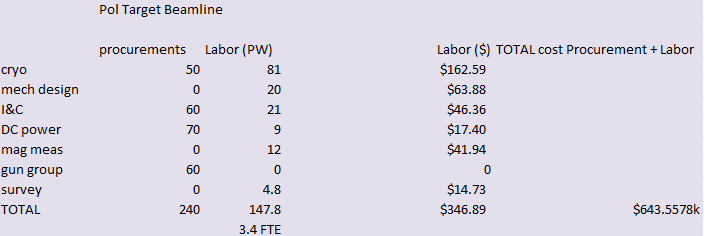 Pol Target Beamline
procurements Labor (PW) Labor ($) TOTAL cost Procurement + Labor
cryo 50 81 $162.59
mech design 0 20 $63.88
I&C 60 21 $46.36
DC power 70 9 $17.40
mag meas 0 12 $41.94
gun group 60 0 0
survey 0 4.8 $14.73
TOTAL 240 147.8 $346.89 $643.5578k
3.4 FTE